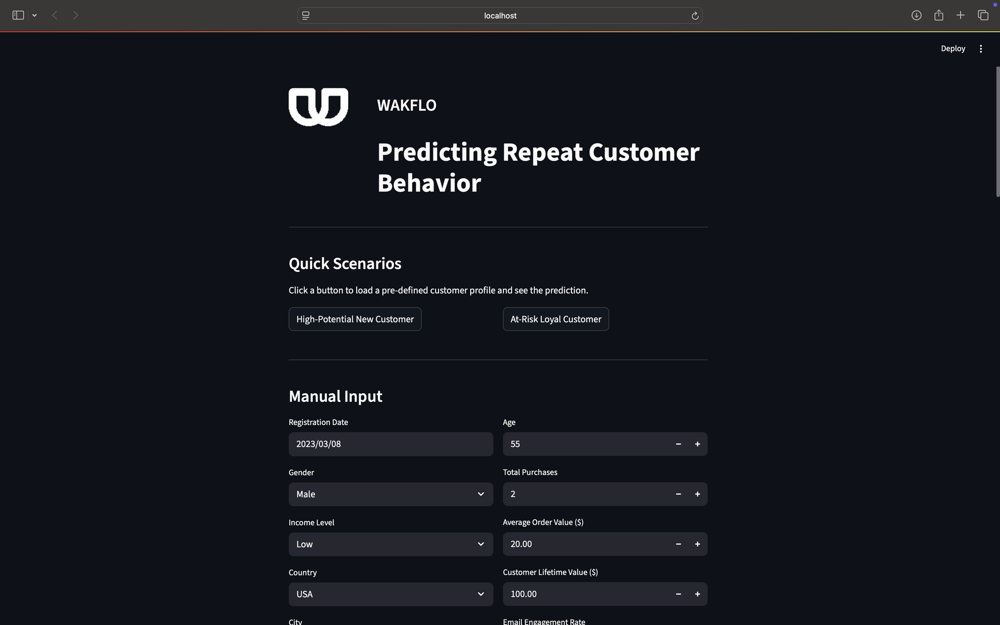 localhost
Deploy
WAKFLO
Predicting Repeat Customer
Behavior
Quick Scenarios
Click a button to load a pre-defined customer profile and see the prediction.
High-Potential New Customer
At-Risk Loyal Customer
Manual Input
Registration Date
2023/03/08
Age
55
Gender
Male
Total Purchases
2
Income Level
Low
Average Order Value ($)
20.00
Country
USA
Customer Lifetime Value ($)
100.00
City
Email Engagement Rate